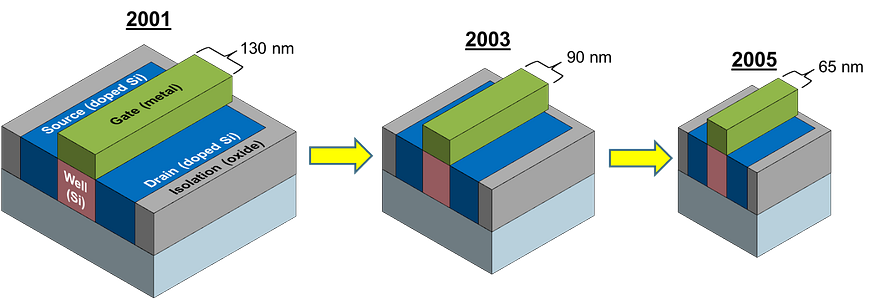 2001
130 nm
Source (doped Si)
Gate (metal)
Drain (doped Si)
Isolation (oxide)
Well
(Si)
2003
90 nm
2005
65 nm